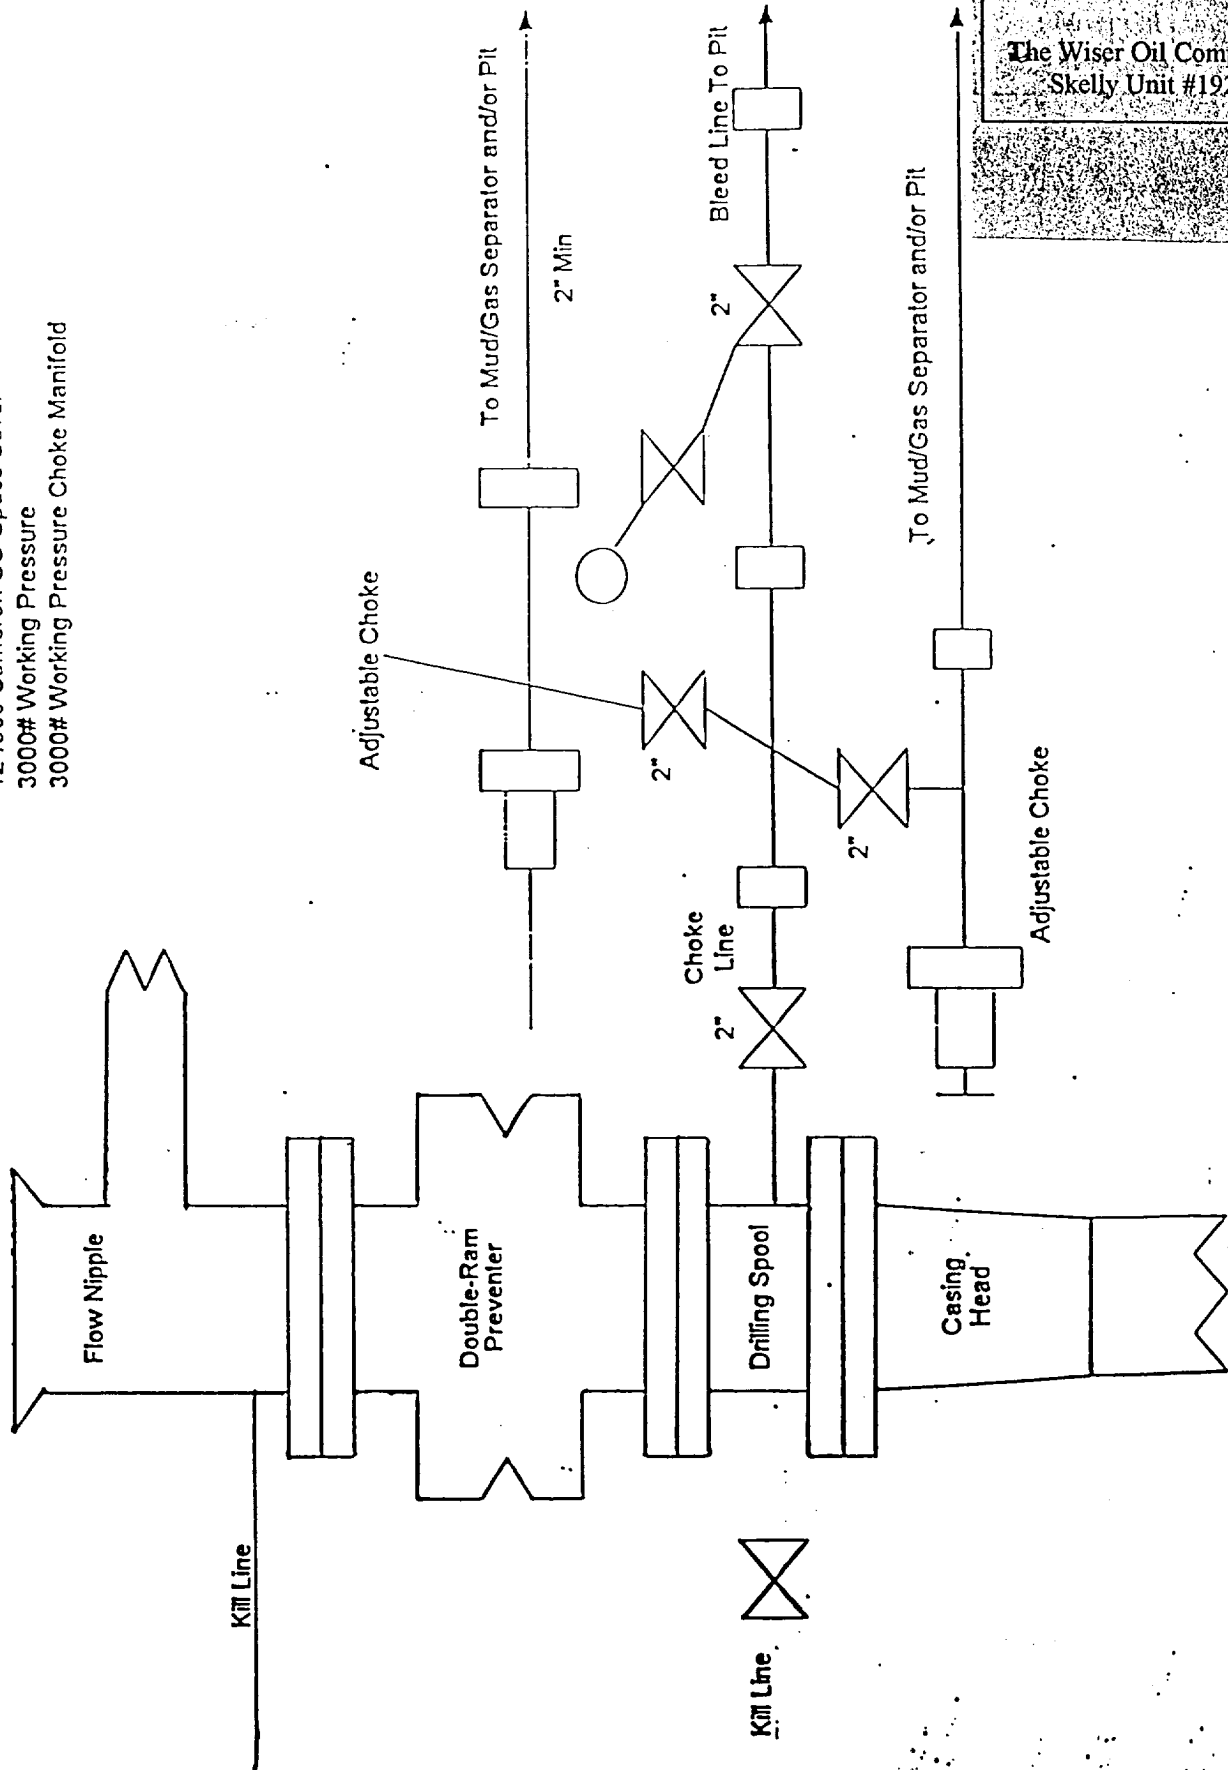 3000# Working Pressure
3000# Working Pressure Choke Manifold
The Wiser Oil Com
Skelly Unit #192
Flow Nipple
Kill Line
Double-Ram
Preventer
Drilling Spool
Casing
Head
Kill Line
Adjustable Choke
To Mud/Gas Separator and/or Pit
2" Min
Choke
Line
2"
2"
2"
2"
Bleed Line To Pit
Adjustable Choke
To Mud/Gas Separator and/or Pit